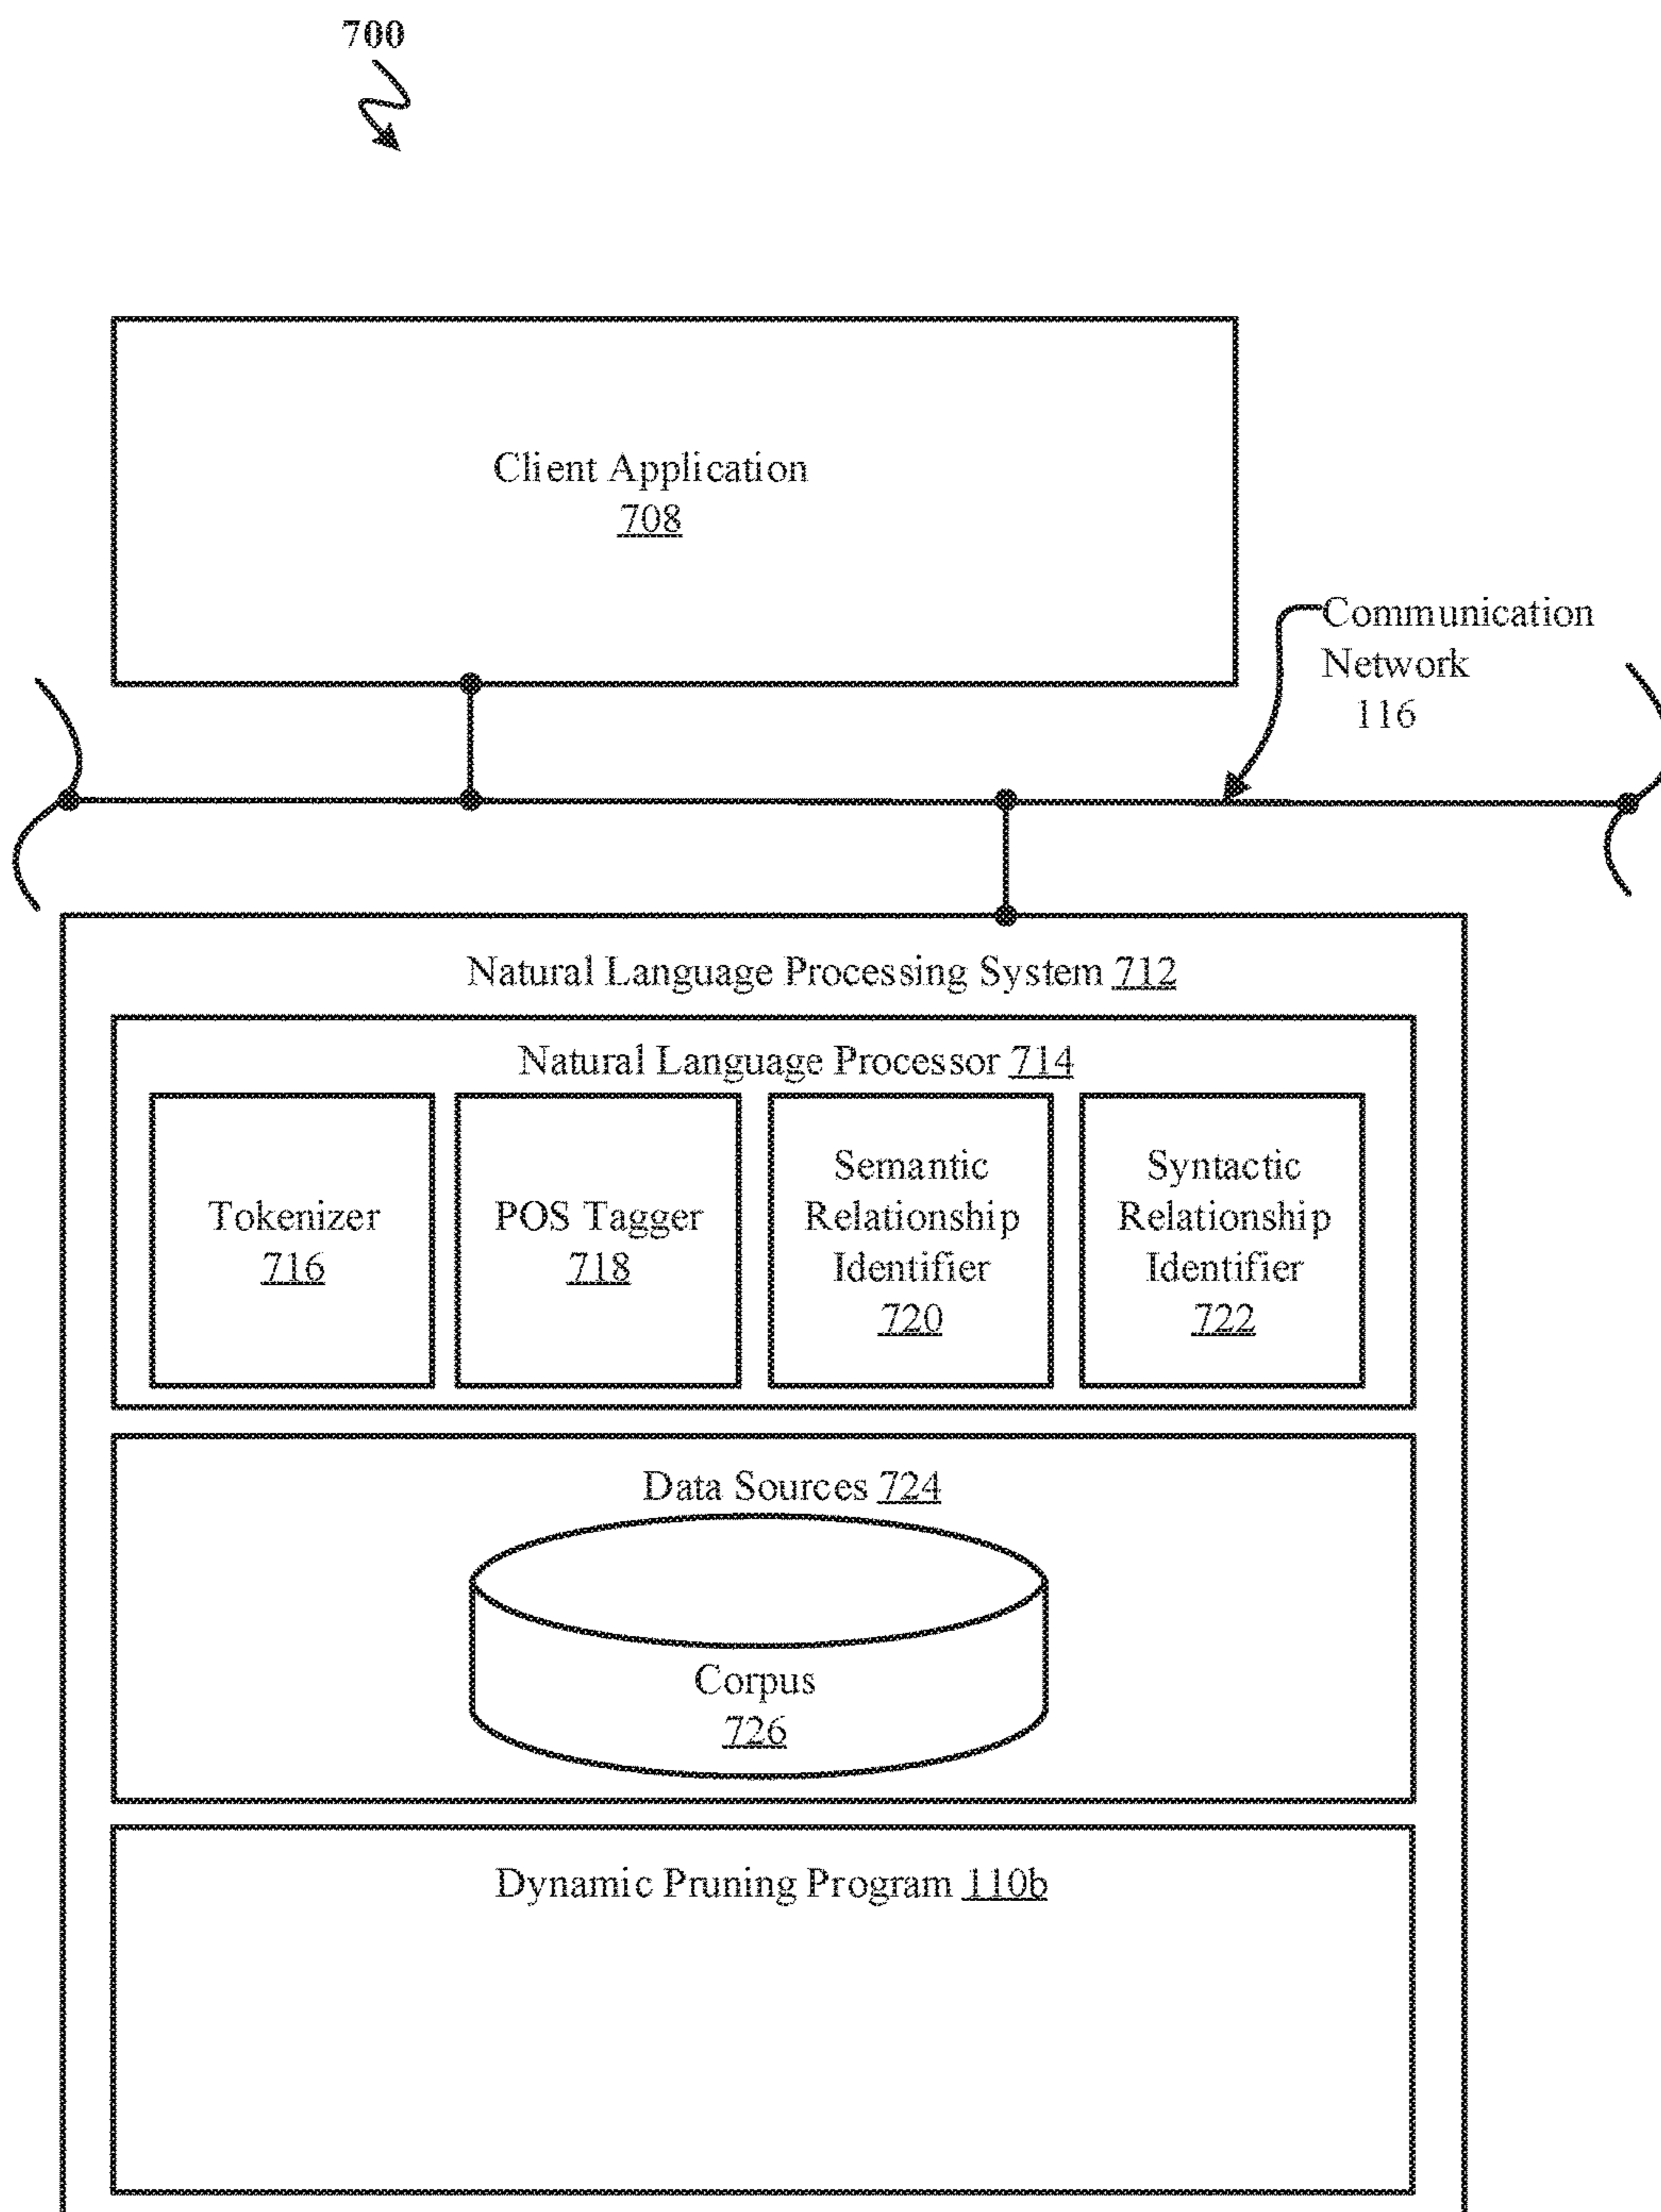 700
Client Application
708
Communication
Network
116
Natural Language Processing System 712
Natural Language Processor 714
Tokenizer
716
POS Tagger
718
Semantic
Relationship
Identifier
720
Syntactic
Relationship
Identifier
722
Data Sources 724
Corpus
726
Dynamic Pruning Program 110b